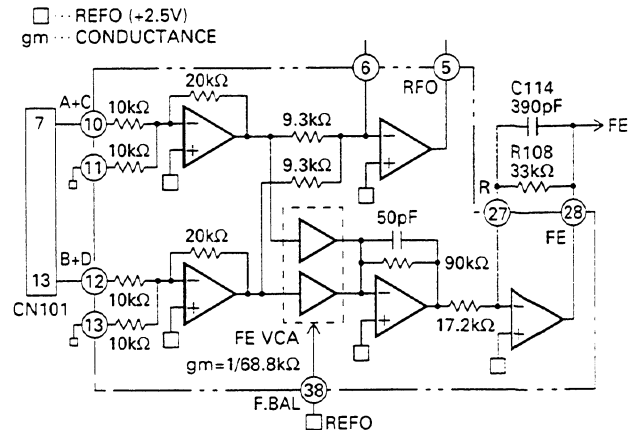 □ ··· REFO (+2.5V)
gm ··· CONDUCTANCE
6
5
RFO
C114
390pF
FE
A+C
20kΩ
10kΩ
7
10
9.3kΩ
R108
33kΩ
10kΩ
11
9.3kΩ
R
27
28
FE
50pF
20kΩ
B+D
90kΩ
13
12
10kΩ
CN101
13
10kΩ
17.2kΩ
FE VCA
gm=1/68.8kΩ
38
F.BAL
REFO